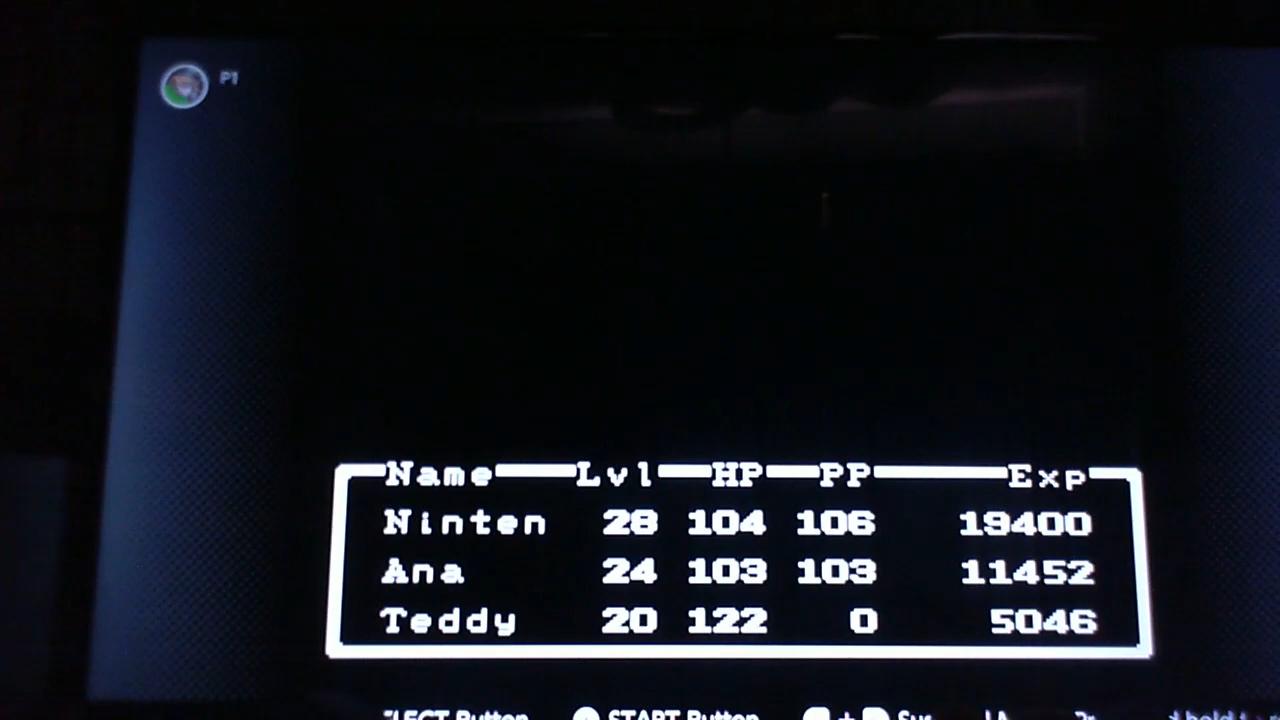 P1
Name Lvl HP PP Exp
Ninten 28 104 106 19400
Ana 24 103 103 11452
Teddy 20 122 0 5046
START Button +